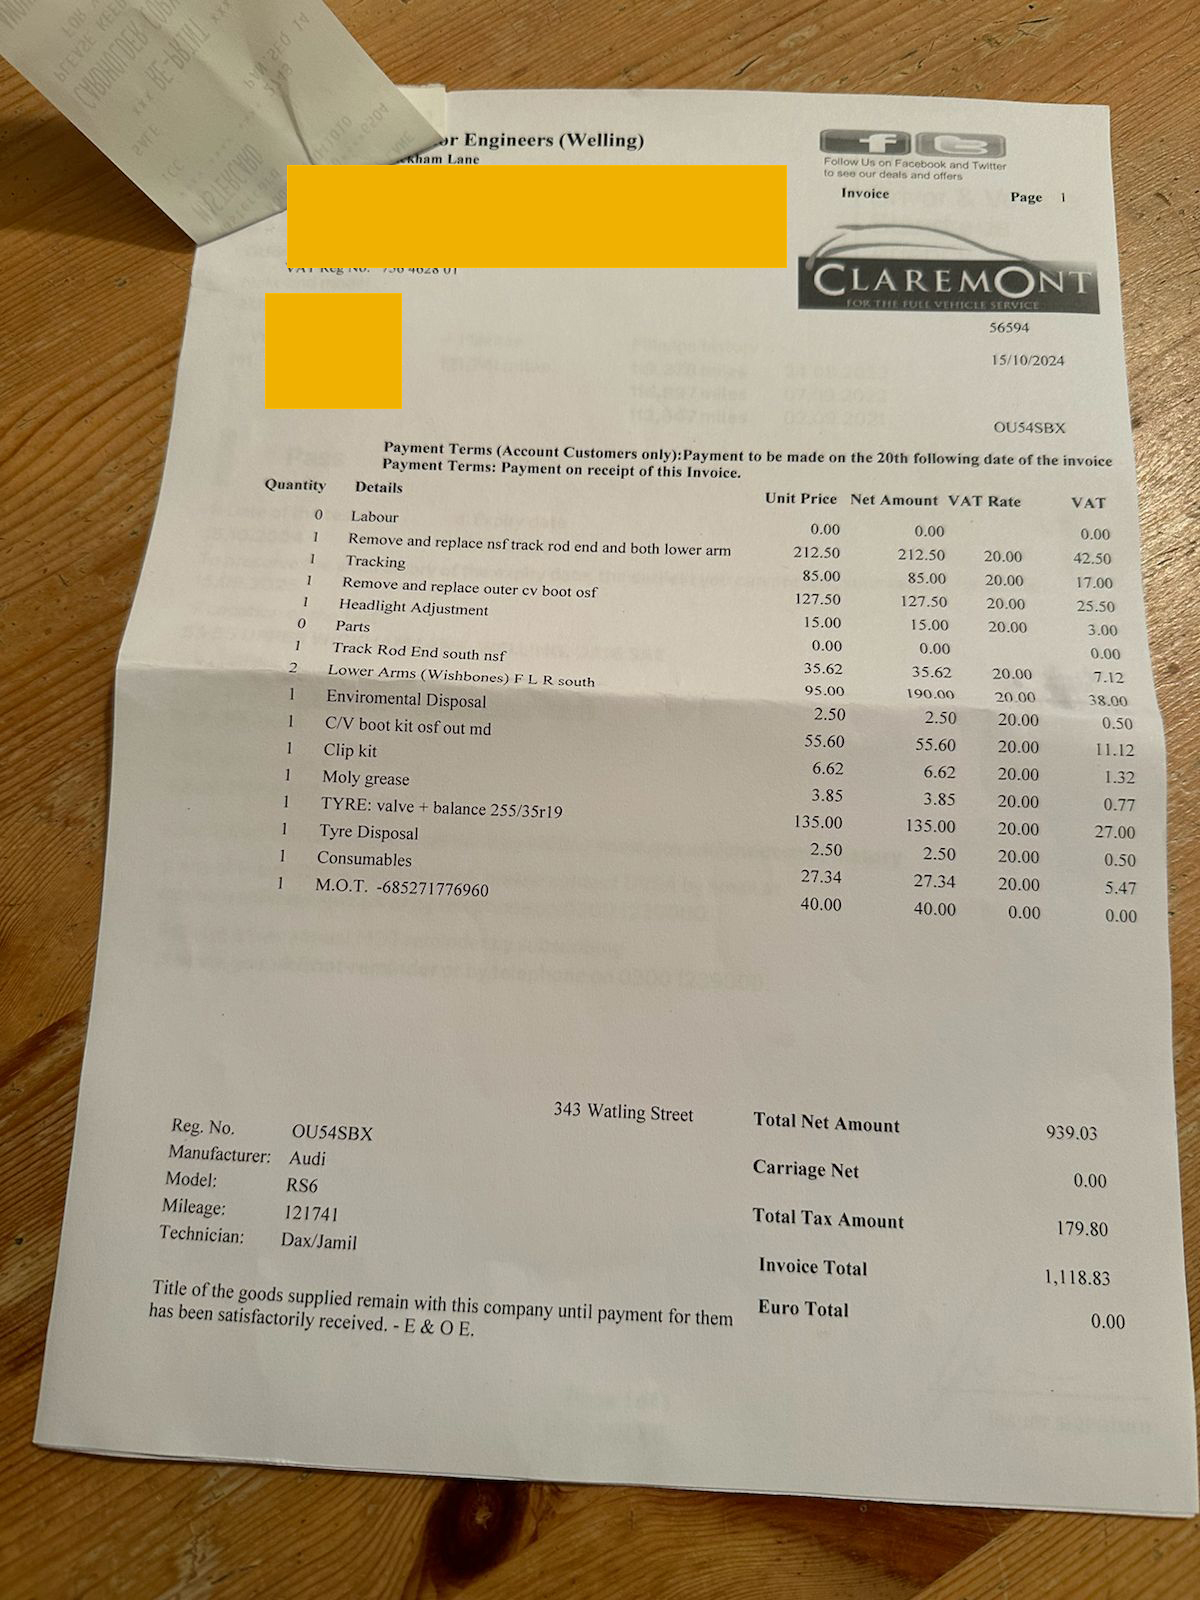 CARDHOLDER COPY
PLEASE KEEP
*** RE-PRINT ***
SALE
or Engineers (Welling)
ckham Lane
VAT Reg No. 756 4628 01
Follow Us on Facebook and Twitter
to see our deals and offers
Invoice Page 1
CLAREMONT
FOR THE FULL VEHICLE SERVICE
56594
15/10/2024
OU54SBX
Payment Terms (Account Customers only):Payment to be made on the 20th following date of the invoice
Payment Terms: Payment on receipt of this Invoice.
Quantity Details Unit Price Net Amount VAT Rate VAT
0 Labour 0.00 0.00 0.00
1 Remove and replace nsf track rod end and both lower arm 212.50 212.50 20.00 42.50
1 Tracking 85.00 85.00 20.00 17.00
1 Remove and replace outer cv boot osf 127.50 127.50 20.00 25.50
1 Headlight Adjustment 15.00 15.00 20.00 3.00
0 Parts 0.00 0.00 0.00
1 Track Rod End south nsf 35.62 35.62 20.00 7.12
2 Lower Arms (Wishbones) F L R south 95.00 190.00 20.00 38.00
1 Enviromental Disposal 2.50 2.50 20.00 0.50
1 C/V boot kit osf out md 55.60 55.60 20.00 11.12
1 Clip kit 6.62 6.62 20.00 1.32
1 Moly grease 3.85 3.85 20.00 0.77
1 TYRE: valve + balance 255/35r19 135.00 135.00 20.00 27.00
1 Tyre Disposal 2.50 2.50 20.00 0.50
1 Consumables 27.34 27.34 20.00 5.47
1 M.O.T. -685271776960 40.00 40.00 0.00 0.00
343 Watling Street
Reg. No. OU54SBX
Manufacturer: Audi
Model: RS6
Mileage: 121741
Technician: Dax/Jamil
Total Net Amount 939.03
Carriage Net 0.00
Total Tax Amount 179.80
Invoice Total 1,118.83
Euro Total 0.00
Title of the goods supplied remain with this company until payment for them
has been satisfactorily received. - E & O E.